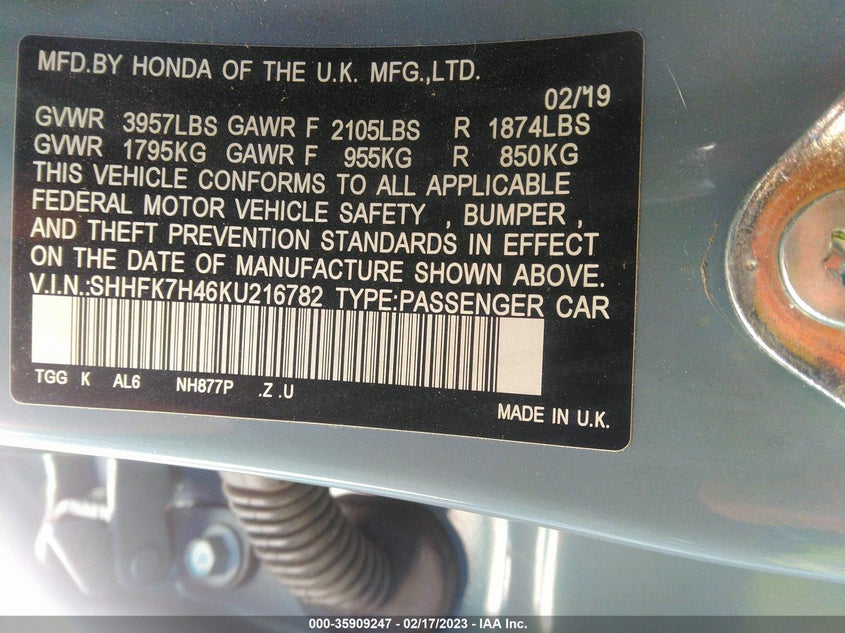 MFD.BY HONDA OF THE U.K. MFG.,LTD.
02/19
GVWR 3957LBS GAWR F 2105LBS R 1874LBS
GVWR 1795KG GAWR F 955KG R 850KG
THIS VEHICLE CONFORMS TO ALL APPLICABLE
FEDERAL MOTOR VEHICLE SAFETY , BUMPER ,
AND THEFT PREVENTION STANDARDS IN EFFECT
ON THE DATE OF MANUFACTURE SHOWN ABOVE.
V.I.N.:SHHFK7H46KU216782 TYPE:PASSENGER CAR
TGG K AL6 NH877P .Z .U
MADE IN U.K.
000-35909247 — 02/17/2023 — IAA Inc.